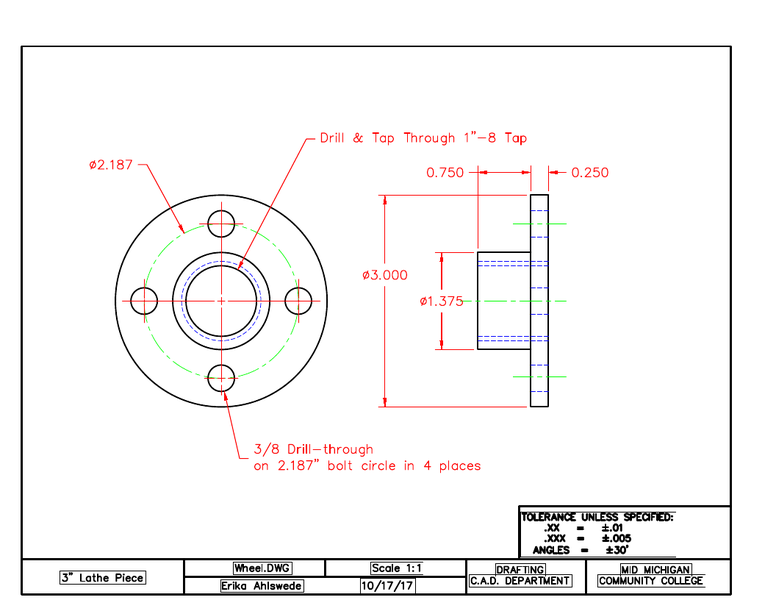 Drill & Tap Through 1"-8 Tap
ø2.187
0.750
0.250
ø3.000
ø1.375
3/8 Drill-through
on 2.187" bolt circle in 4 places
TOLERANCE UNLESS SPECIFIED:
.XX = ±.01
.XXX = ±.005
ANGLES = ±30'
3" Lathe Piece
Wheel.DWG
Scale 1:1
Erika Ahlswede
10/17/17
DRAFTING
C.A.D. DEPARTMENT
MID MICHIGAN
COMMUNITY COLLEGE